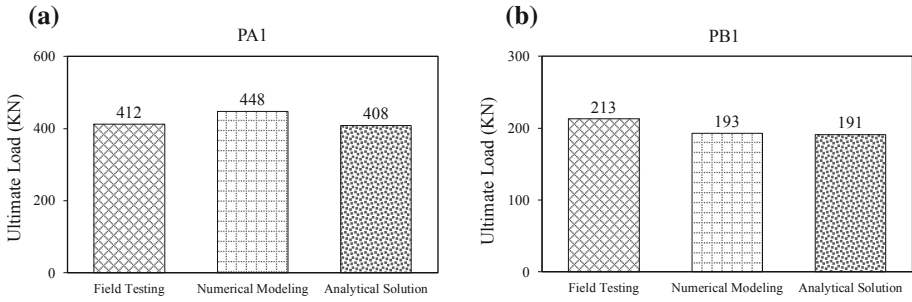 (a)
PA1
Ultimate Load (KN)
600
400
200
0
412
448
408
Field Testing Numerical Modeling Analytical Solution
(b)
PB1
Ultimate Load (KN)
300
200
100
0
213
193
191
Field Testing Numerical Modeling Analytical Solution